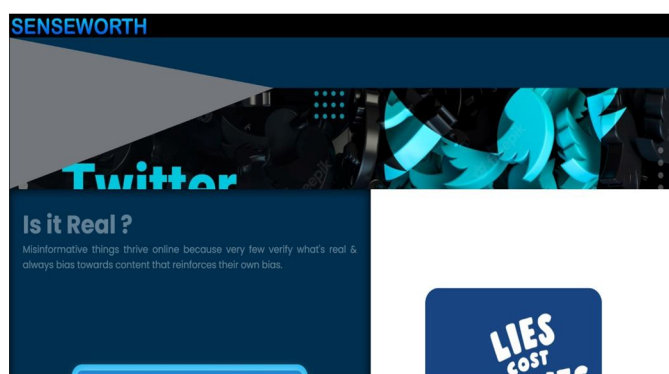 SENSEWORTH
Twitter
Is it Real ?
Misinformative things thrive online because very few verify what's real &
always bias towards content that reinforces their own bias.
LIES
COST